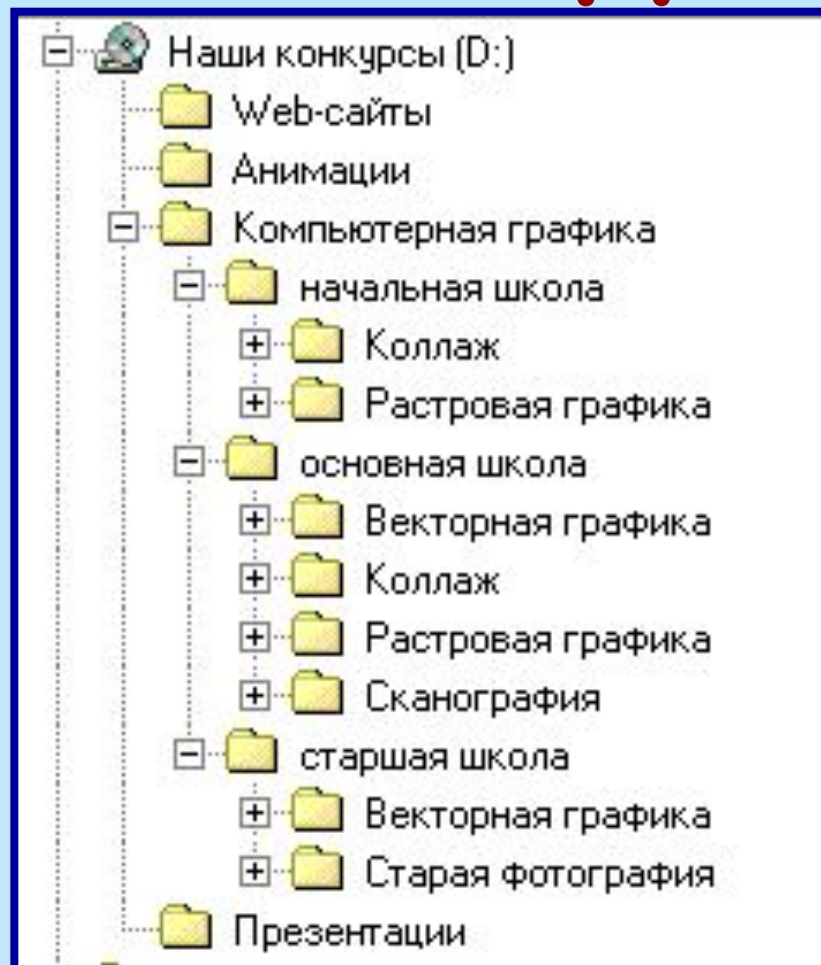 Наши конкурсы (D:)
Web-сайты
Анимации
Компьютерная графика
начальная школа
Коллаж
Растровая графика
основная школа
Векторная графика
Коллаж
Растровая графика
Сканография
старшая школа
Векторная графика
Старая фотография
Презентации